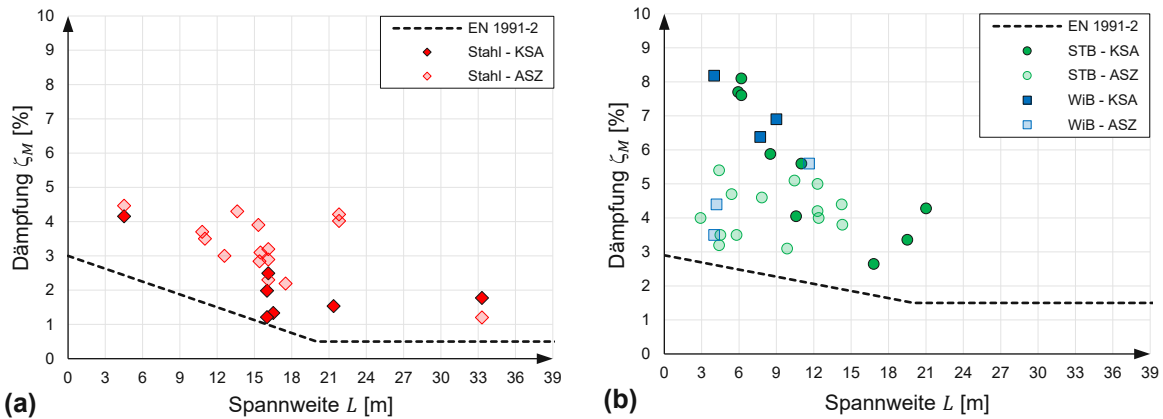 10
9
8
7
6
5
4
3
2
1
0
Dämpfung ζM [%]
EN 1991-2
Stahl - KSA
Stahl - ASZ
0 3 6 9 12 15 18 21 24 27 30 33 36 39
Spannweite L [m]
(a)
10
9
8
7
6
5
4
3
2
1
0
Dämpfung ζM [%]
EN 1991-2
STB - KSA
STB - ASZ
WiB - KSA
WiB - ASZ
0 3 6 9 12 15 18 21 24 27 30 33 36 39
Spannweite L [m]
(b)